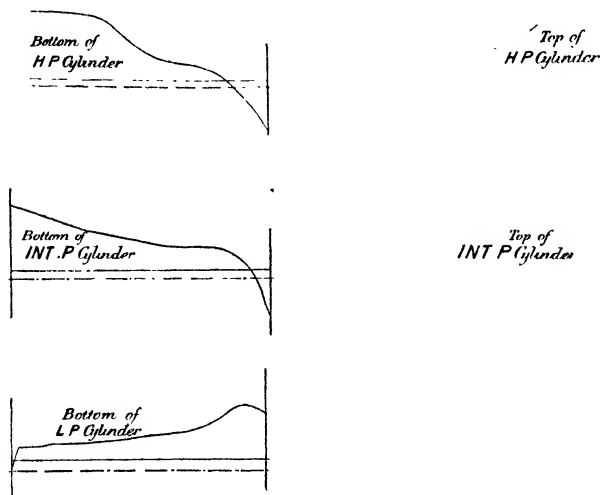 Bottom of
H P Cylinder
Top of
H P Cylinder
Bottom of
INT.P Cylinder
Top of
INT P Cylinder
Bottom of
L P Cylinder